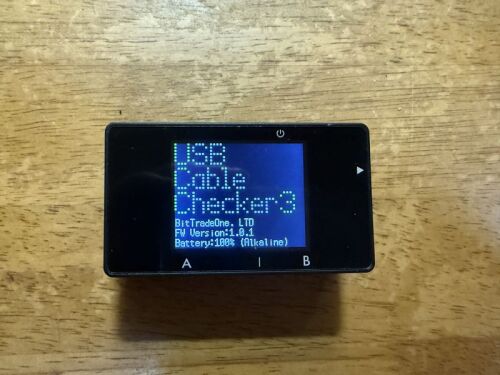 USB
Cable
Checker3
BitTradeOne. LTD
FW Version:1.0.1
Battery:100% (Alkaline)
A | B